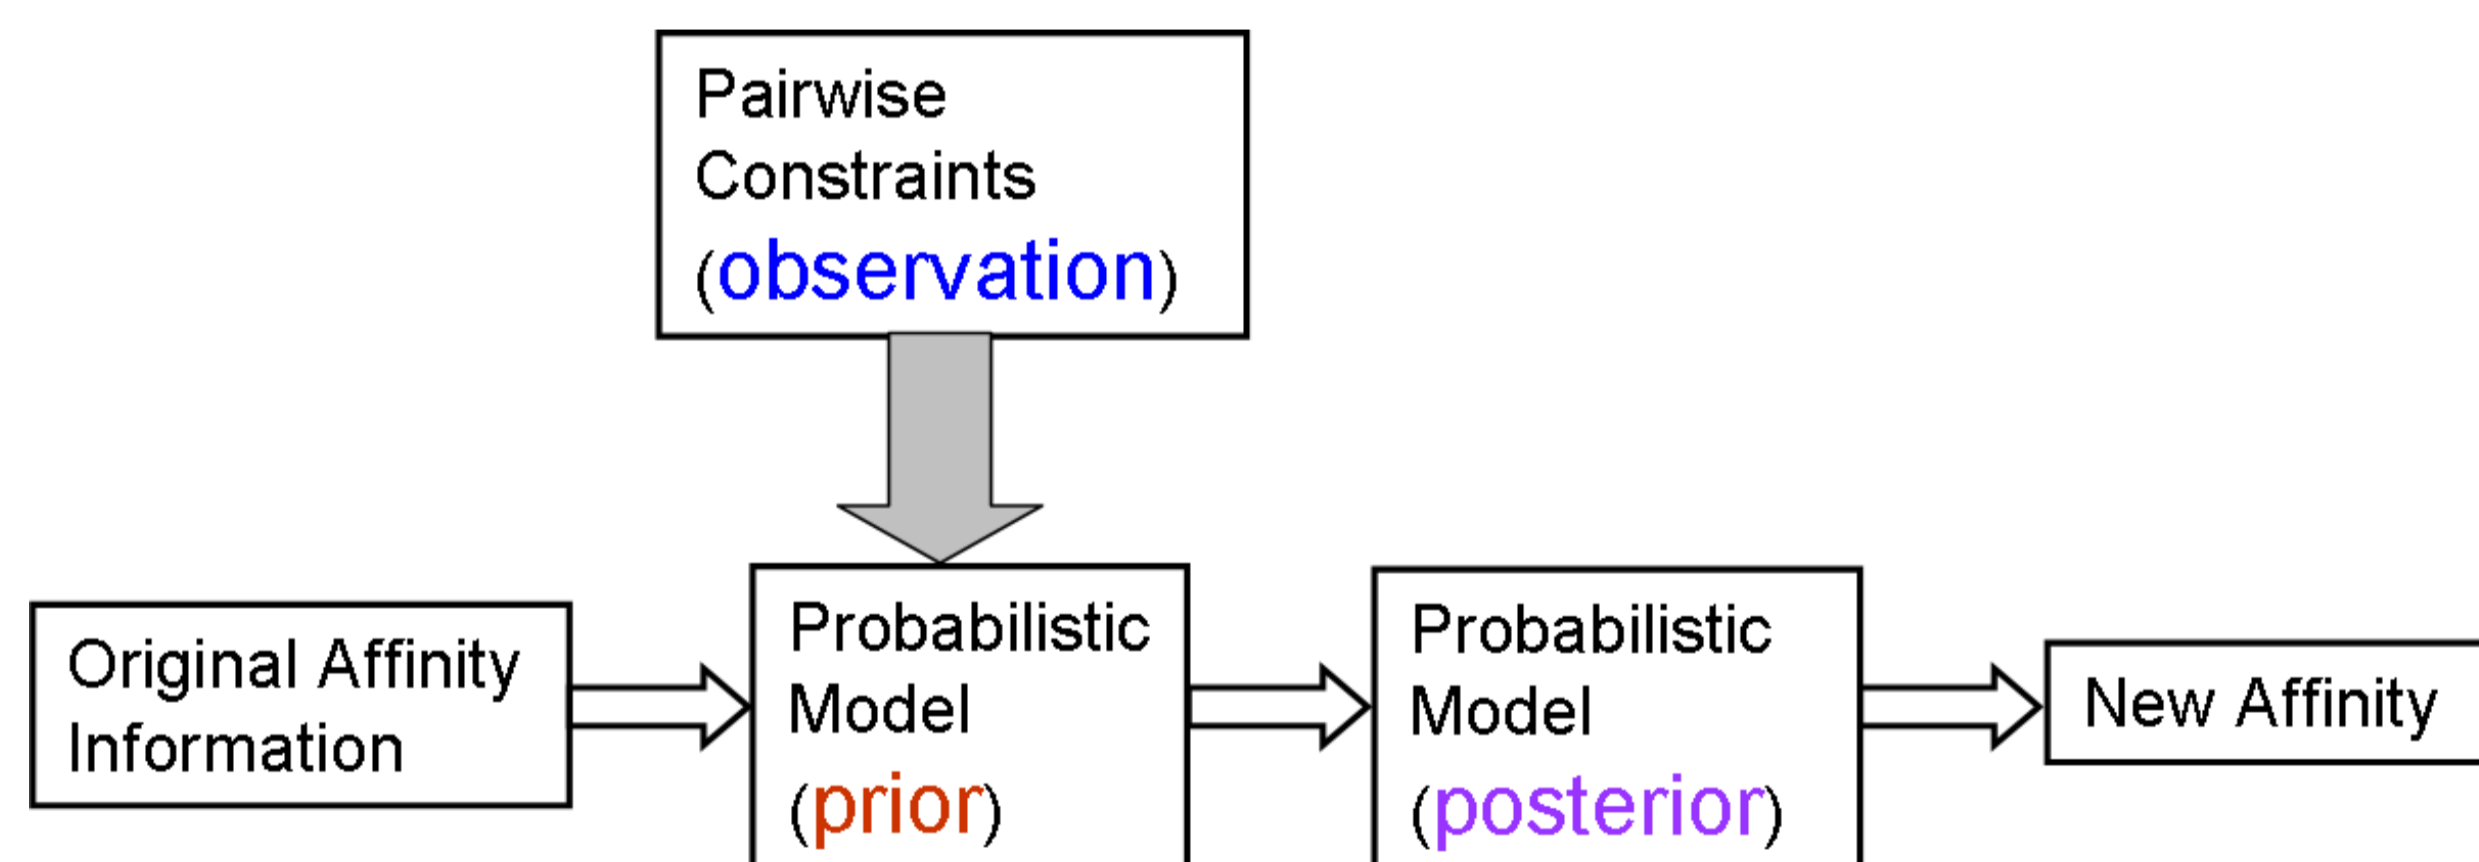 Pairwise
Constraints
(observation)
Original Affinity
Information
Probabilistic
Model
(prior)
Probabilistic
Model
(posterior)
New Affinity